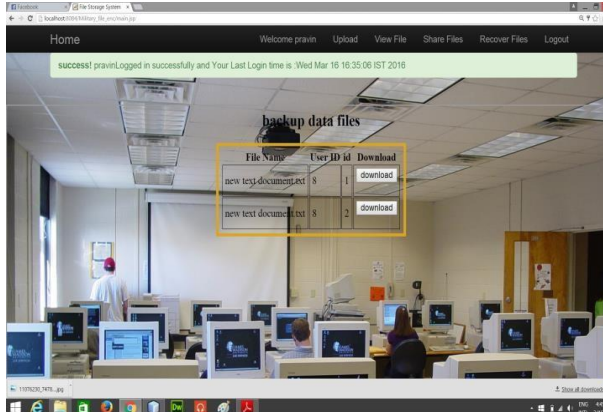 Facebook
File Storage System
localhost:8084/Military_file_enc/main.jsp
Home Welcome pravin Upload View File Share Files Recover Files Logout
success! pravinLogged in successfully and Your Last Login time is :Wed Mar 16 16:35:06 IST 2016
backup data files
File Name User ID id Download
new text document.txt 8 1 download
new text document.txt 8 2 download
Show all downloads
ENG